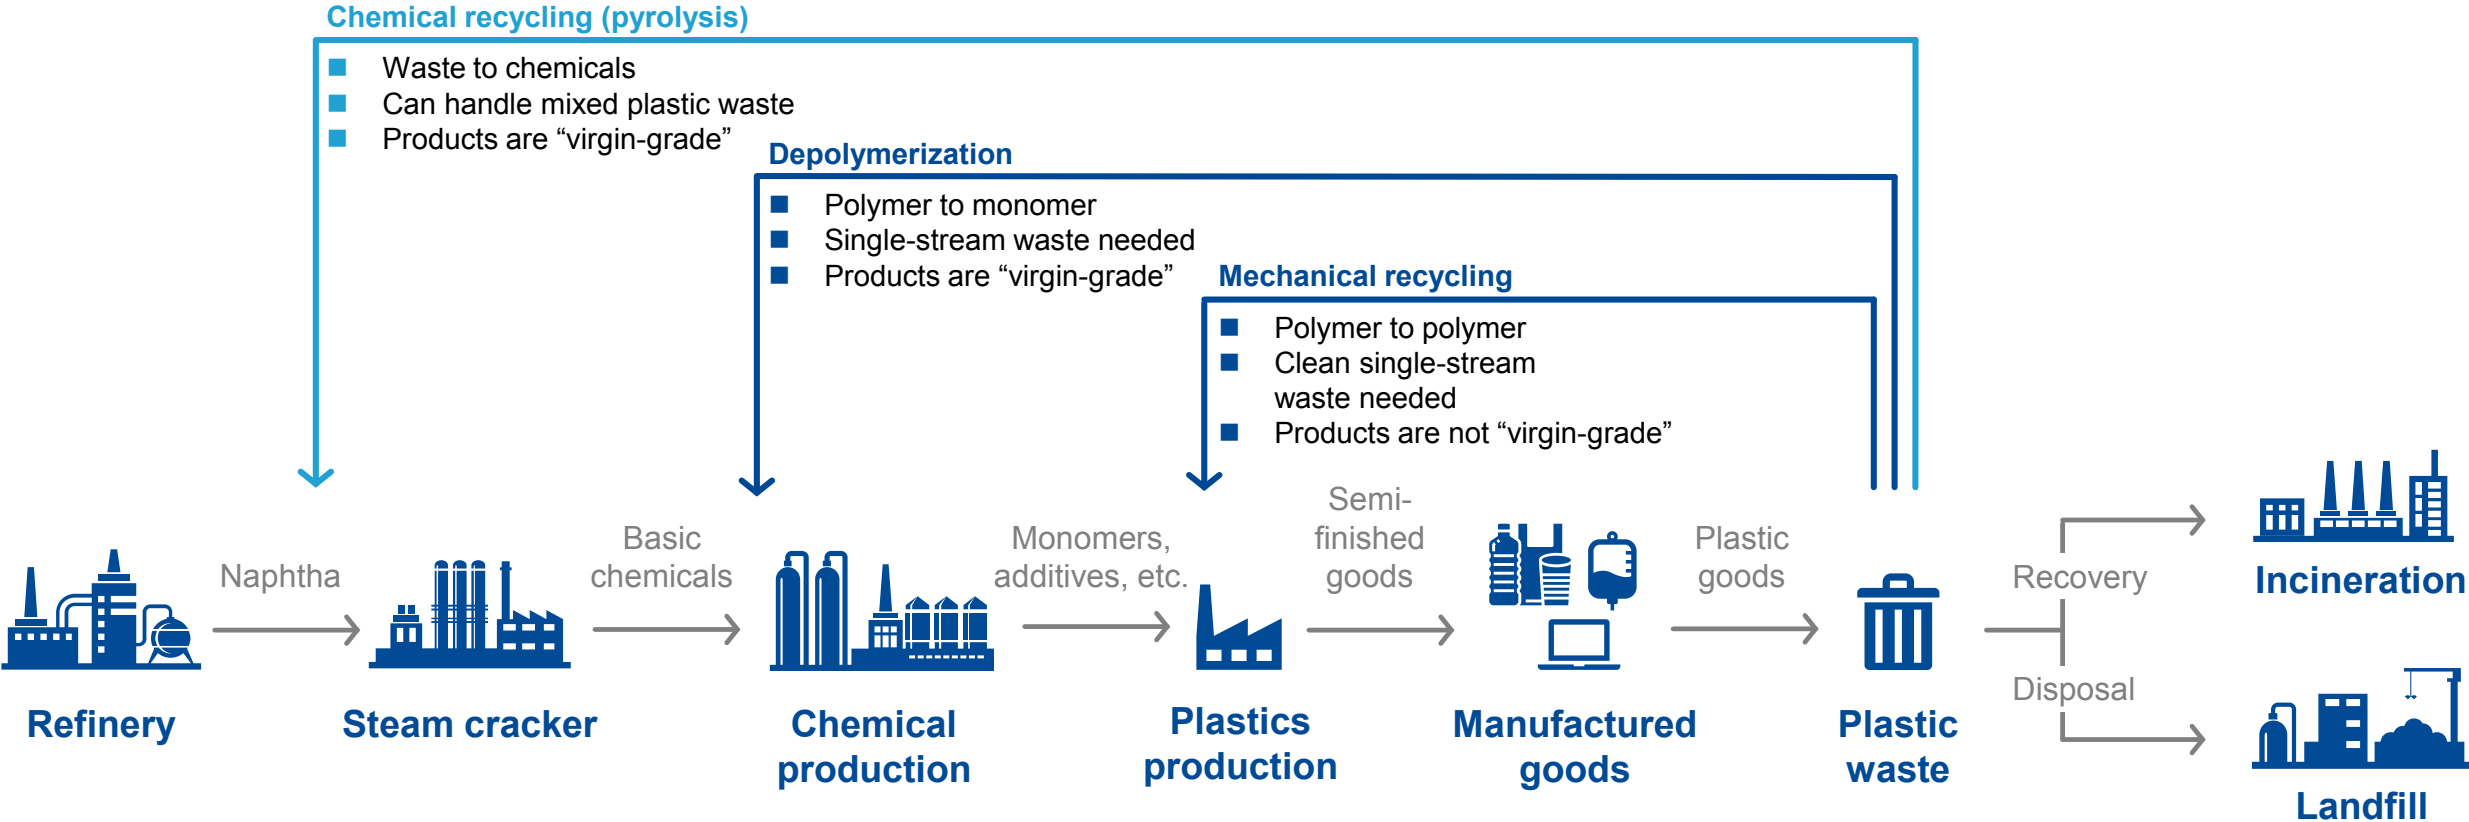 Chemical recycling (pyrolysis)
Waste to chemicals
Can handle mixed plastic waste
Products are “virgin-grade”
Depolymerization
Polymer to monomer
Single-stream waste needed
Products are “virgin-grade”
Mechanical recycling
Polymer to polymer
Clean single-stream
waste needed
Products are not “virgin-grade”
Naphtha
Basic
chemicals
Monomers,
additives, etc.
Semi-
finished
goods
Plastic
goods
Recovery
Disposal
Refinery
Steam cracker
Chemical
production
Plastics
production
Manufactured
goods
Plastic
waste
Incineration
Landfill